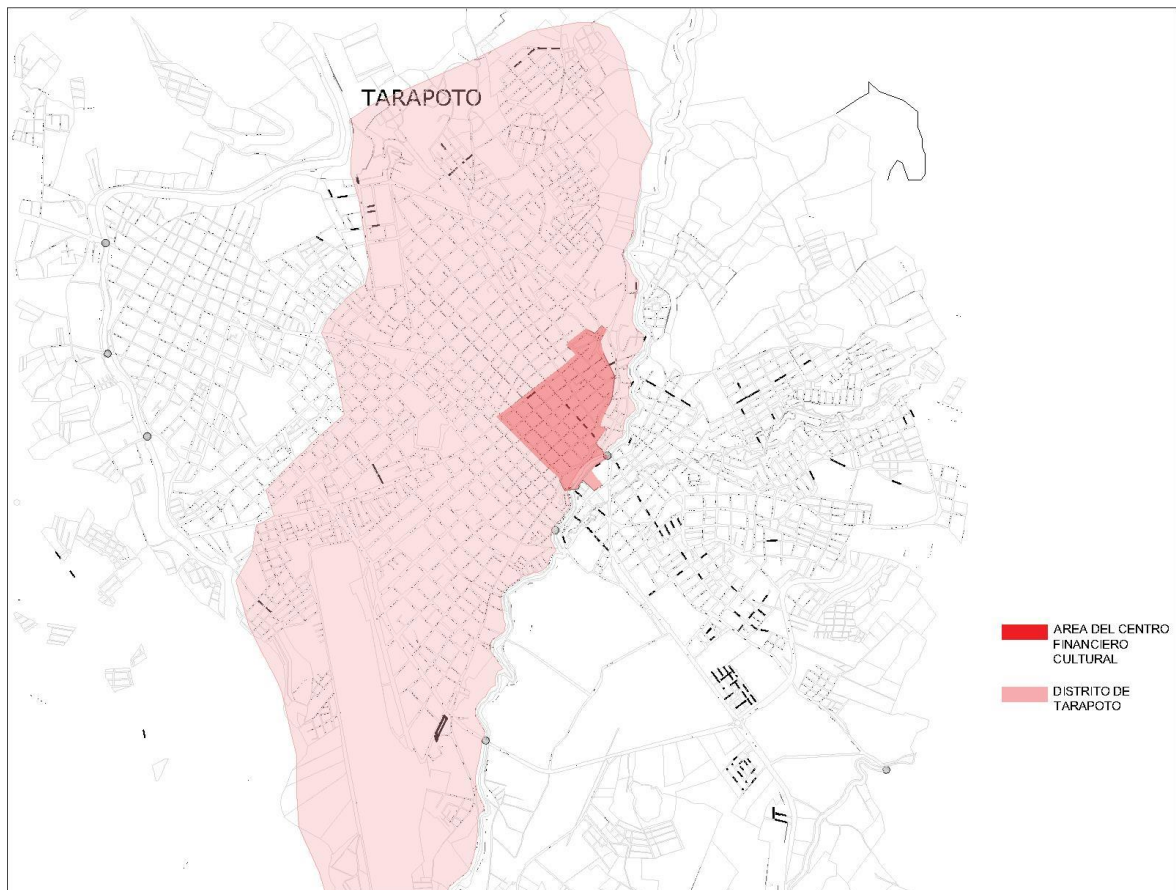 TARAPOTO
AREA DEL CENTRO
FINANCIERO
CULTURAL
DISTRITO DE
TARAPOTO